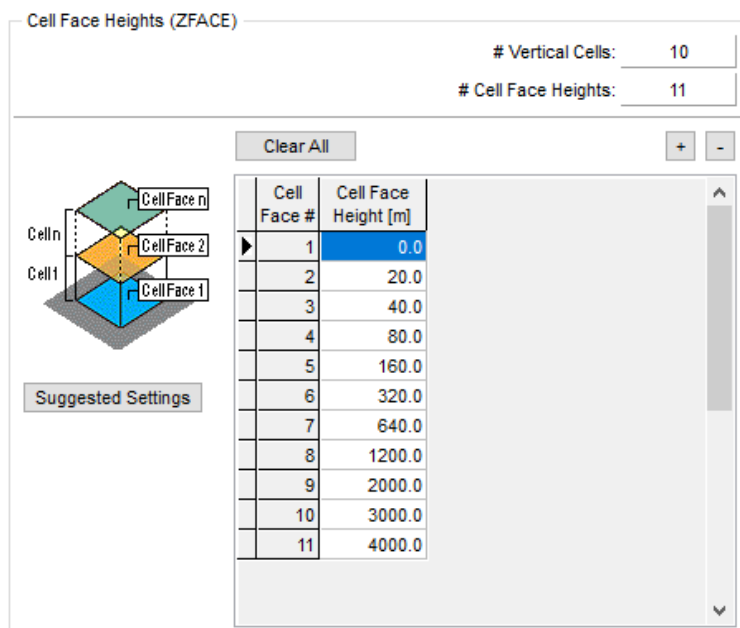 Cell Face Heights (ZFACE)
# Vertical Cells: 10
# Cell Face Heights: 11
Clear All + -
Cell Face # Cell Face Height [m]
1 0.0
2 20.0
3 40.0
4 80.0
5 160.0
6 320.0
7 640.0
8 1200.0
9 2000.0
10 3000.0
11 4000.0
Cell Face n
Cell n
Cell Face 2
Cell 1
Cell Face 1
Suggested Settings